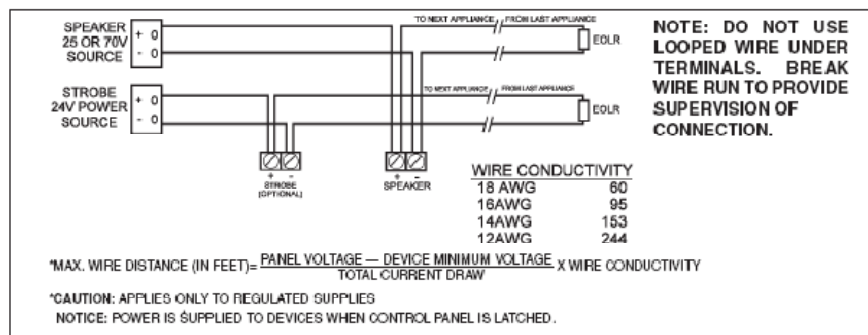 SPEAKER
25 OR 70V
SOURCE
+ 0
- 0
TO NEXT APPLIANCE
FROM LAST APPLIANCE
EOLR
STROBE
24V POWER
SOURCE
+ 0
- 0
TO NEXT APPLIANCE
FROM LAST APPLIANCE
EOLR
+ -
STROBE
(OPTIONAL)
+ -
SPEAKER
NOTE: DO NOT USE
LOOPED WIRE UNDER
TERMINALS. BREAK
WIRE RUN TO PROVIDE
SUPERVISION OF
CONNECTION.
WIRE CONDUCTIVITY
18 AWG 60
16AWG 95
14AWG 153
12AWG 244
*MAX. WIRE DISTANCE (IN FEET)= PANEL VOLTAGE — DEVICE MINIMUM VOLTAGE X WIRE CONDUCTIVITY
TOTAL CURRENT DRAW
*CAUTION: APPLIES ONLY TO REGULATED SUPPLIES
NOTICE: POWER IS SUPPLIED TO DEVICES WHEN CONTROL PANEL IS LATCHED.